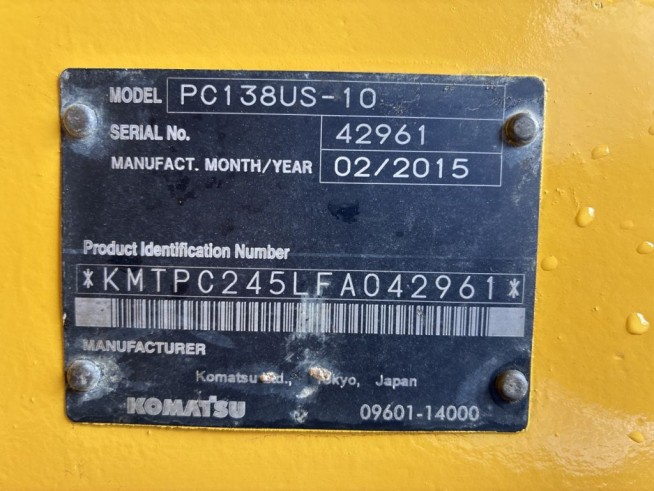 MODEL PC138US-10
SERIAL No. 42961
MANUFACT. MONTH/YEAR 02/2015
Product Identification Number
*KMTPC245LFA042961*
MANUFACTURER
Komatsu Japan
KOMATSU 09601-14000